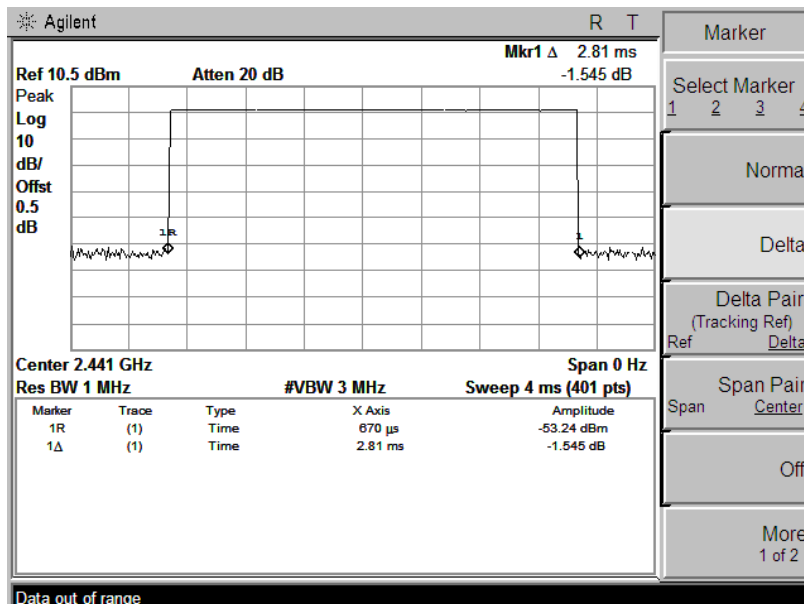 Agilent R T
Mkr1 Δ 2.81 ms
Ref 10.5 dBm Atten 20 dB -1.545 dB
Peak
Log
10
dB/
Offst
0.5
dB
1R
1
Center 2.441 GHz Span 0 Hz
Res BW 1 MHz #VBW 3 MHz Sweep 4 ms (401 pts)
Marker Trace Type X Axis Amplitude
1R (1) Time 670 µs -53.24 dBm
1Δ (1) Time 2.81 ms -1.545 dB
Data out of range
Marker
Select Marker
1 2 3 4
Norma
Delta
Delta Pair
(Tracking Ref)
Ref Delta
Span Pair
Span Center
Off
More
1 of 2